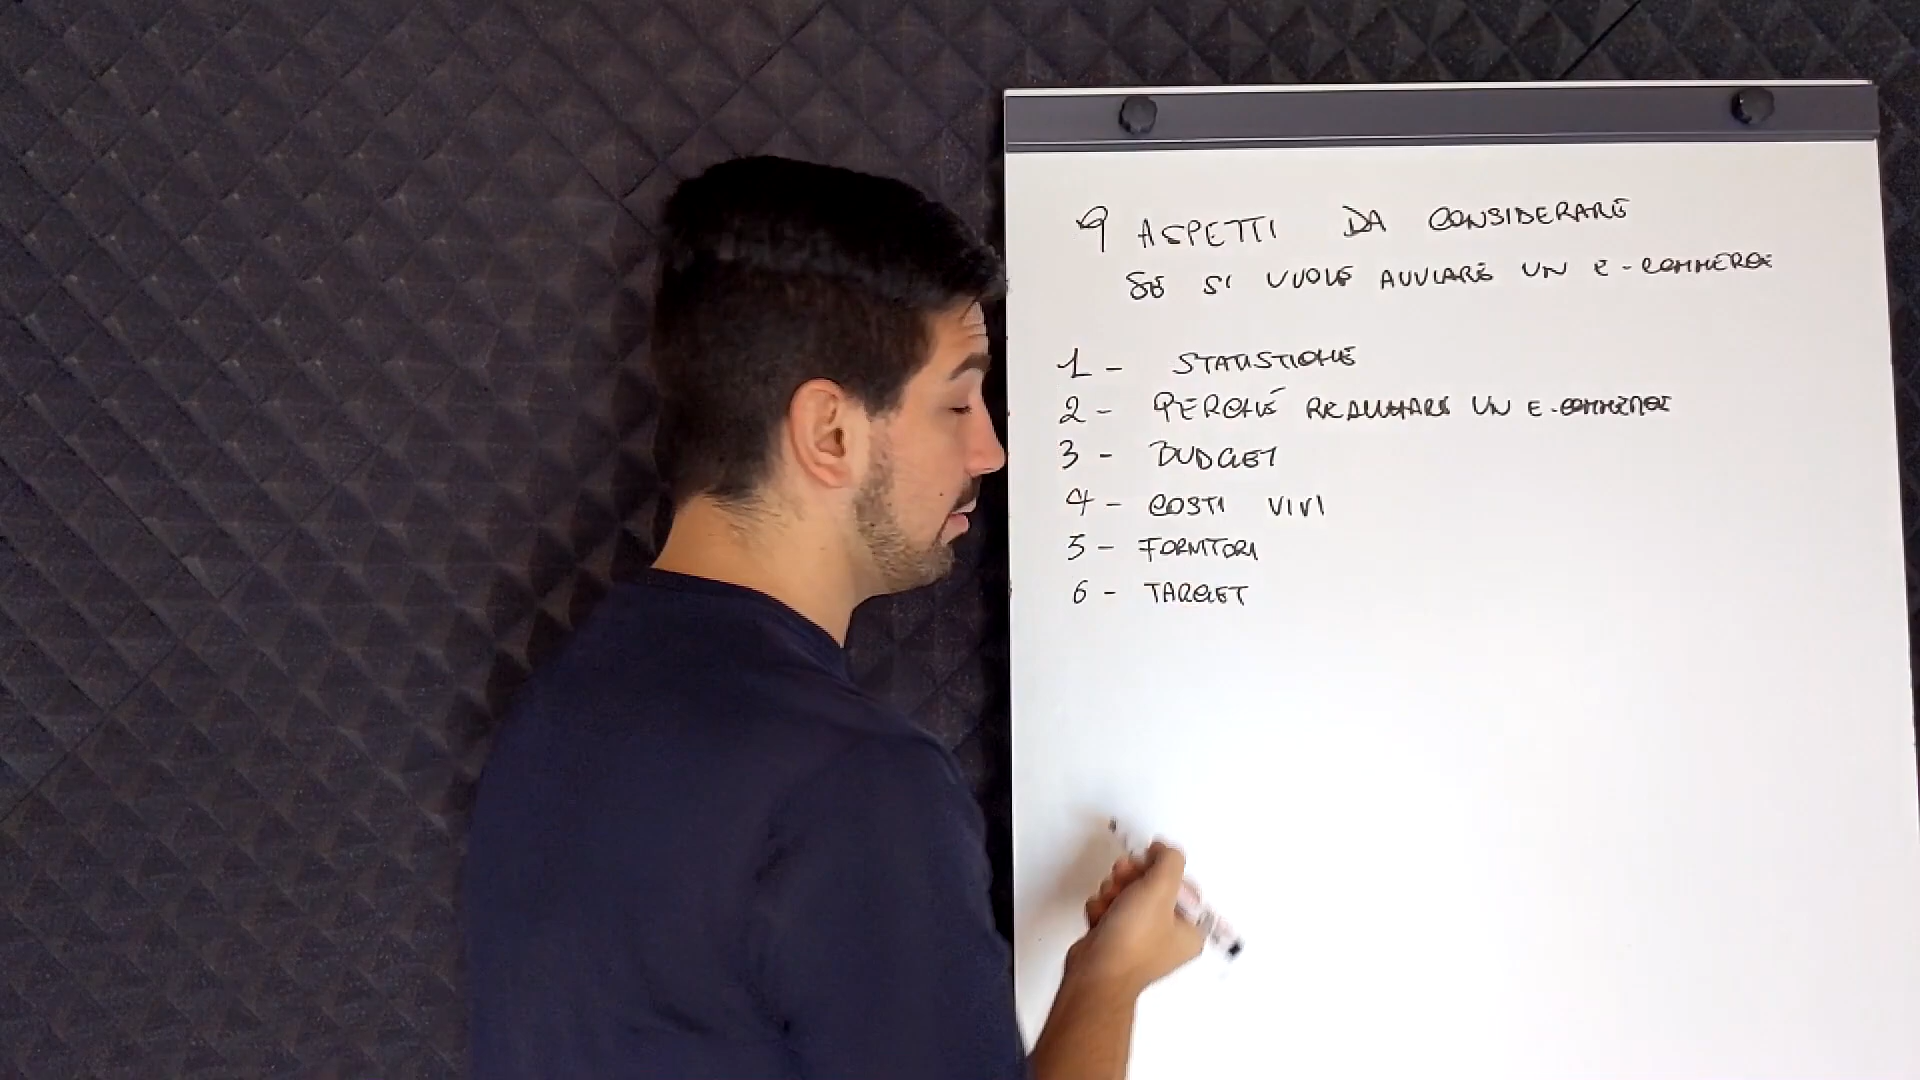 9 ASPETTI DA CONSIDERARE
SE SI VUOLE AVVIARE UN E-COMMERCE
1 - STATISTICHE
2 - PERCHÉ REALIZZARE UN E-COMMERCE
3 - BUDGET
4 - COSTI VIVI
5 - FORNITORI
6 - TARGET